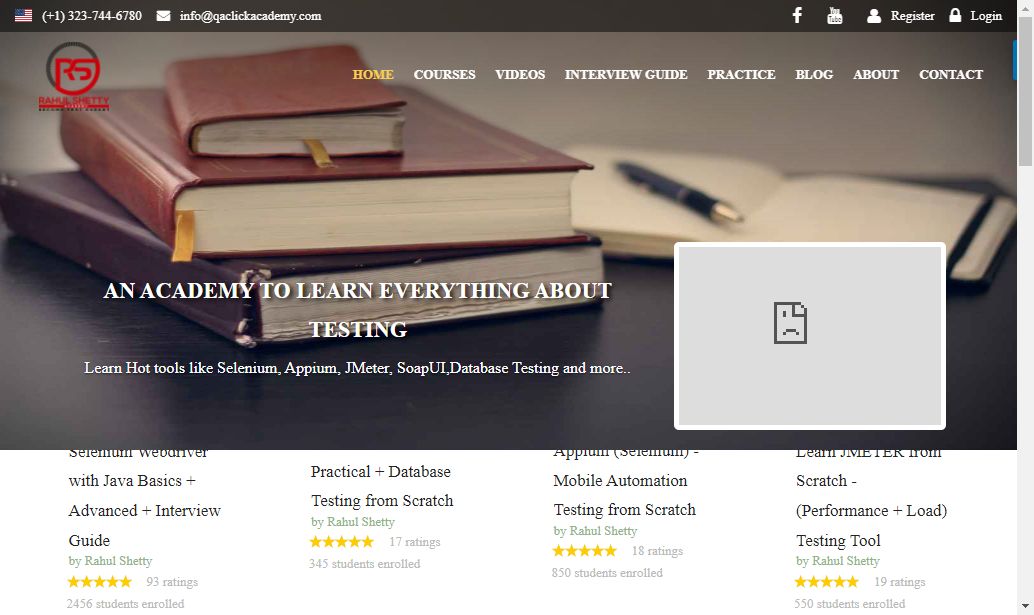 (+1) 323-744-6780 info@qaclickacademy.com You Tube Register Login
RS
RAHUL SHETTY
HOME COURSES VIDEOS INTERVIEW GUIDE PRACTICE BLOG ABOUT CONTACT
AN ACADEMY TO LEARN EVERYTHING ABOUT
TESTING
Learn Hot tools like Selenium, Appium, JMeter, SoapUI,Database Testing and more..
Selenium Webdriver
with Java Basics +
Advanced + Interview
Guide
by Rahul Shetty
93 ratings
2456 students enrolled
Practical + Database
Testing from Scratch
by Rahul Shetty
17 ratings
345 students enrolled
Appium (Selenium) -
Mobile Automation
Testing from Scratch
by Rahul Shetty
18 ratings
850 students enrolled
Learn JMETER from
Scratch -
(Performance + Load)
Testing Tool
by Rahul Shetty
19 ratings
550 students enrolled